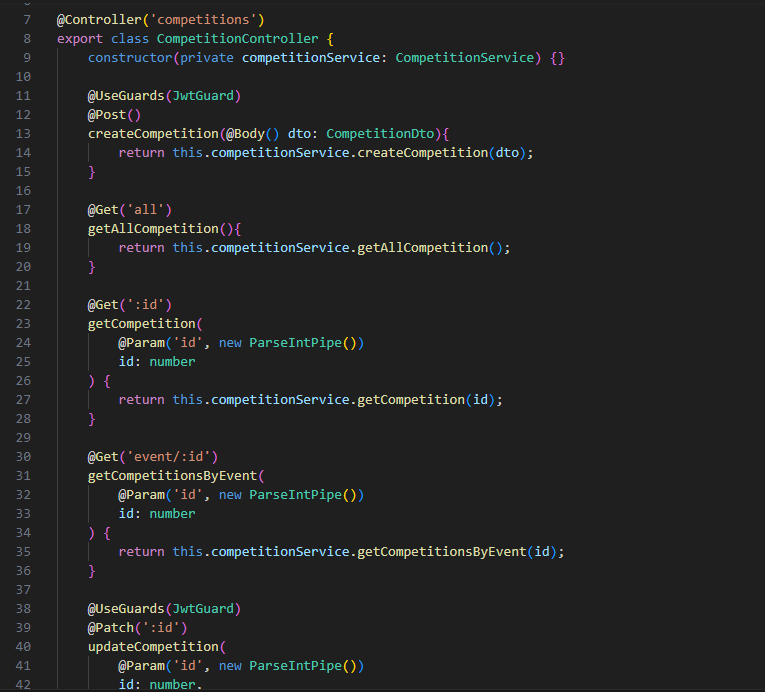 7 @Controller('competitions')
8 export class CompetitionController {
9 constructor(private competitionService: CompetitionService) {}
10
11 @UseGuards(JwtGuard)
12 @Post()
13 createCompetition(@Body() dto: CompetitionDto){
14 return this.competitionService.createCompetition(dto);
15 }
16
17 @Get('all')
18 getAllCompetition(){
19 return this.competitionService.getAllCompetition();
20 }
21
22 @Get(':id')
23 getCompetition(
24 @Param('id', new ParseIntPipe())
25 id: number
26 ) {
27 return this.competitionService.getCompetition(id);
28 }
29
30 @Get('event/:id')
31 getCompetitionsByEvent(
32 @Param('id', new ParseIntPipe())
33 id: number
34 ) {
35 return this.competitionService.getCompetitionsByEvent(id);
36 }
37
38 @UseGuards(JwtGuard)
39 @Patch(':id')
40 updateCompetition(
41 @Param('id', new ParseIntPipe())
42 id: number,